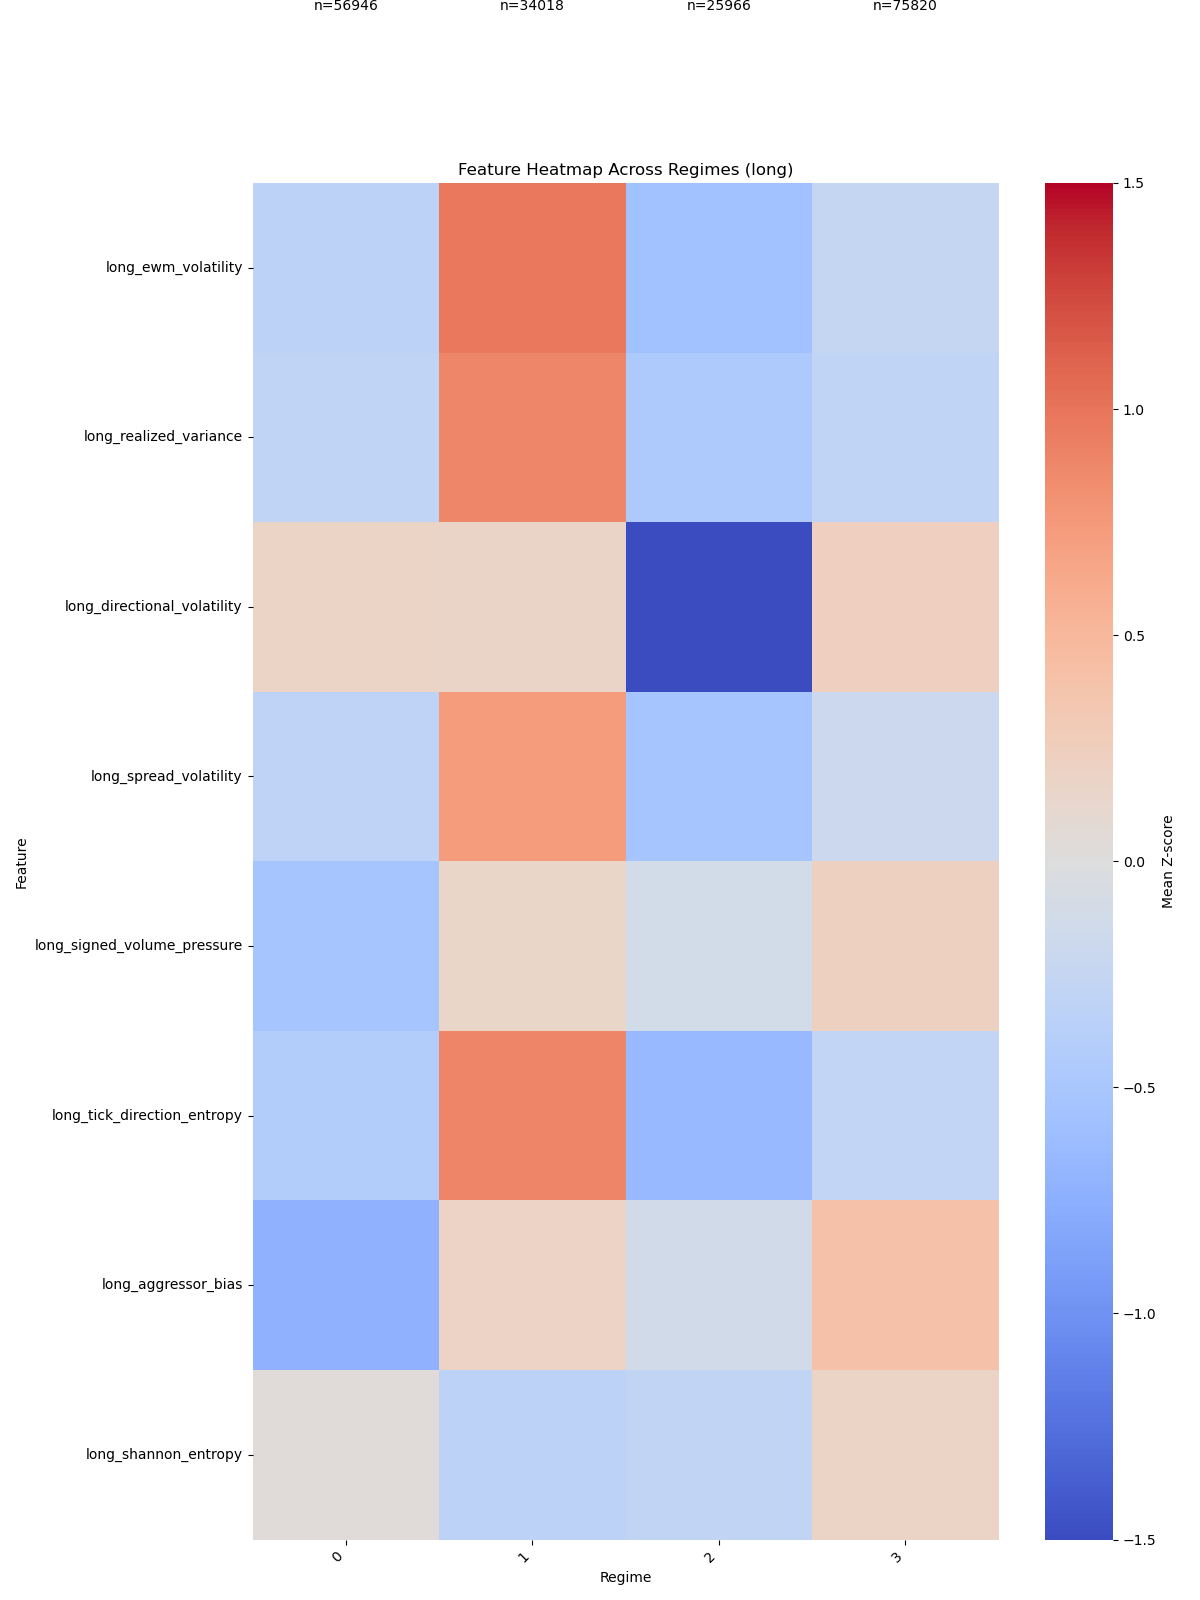 n=56946 n=34018 n=25966 n=75820
Feature Heatmap Across Regimes (long)
long_ewm_volatility
long_realized_variance
long_directional_volatility
long_spread_volatility
long_signed_volume_pressure
long_tick_direction_entropy
long_aggressor_bias
long_shannon_entropy
Feature
0 1 2 3
Regime
1.5
1.0
0.5
0.0
−0.5
−1.0
−1.5
Mean Z-score